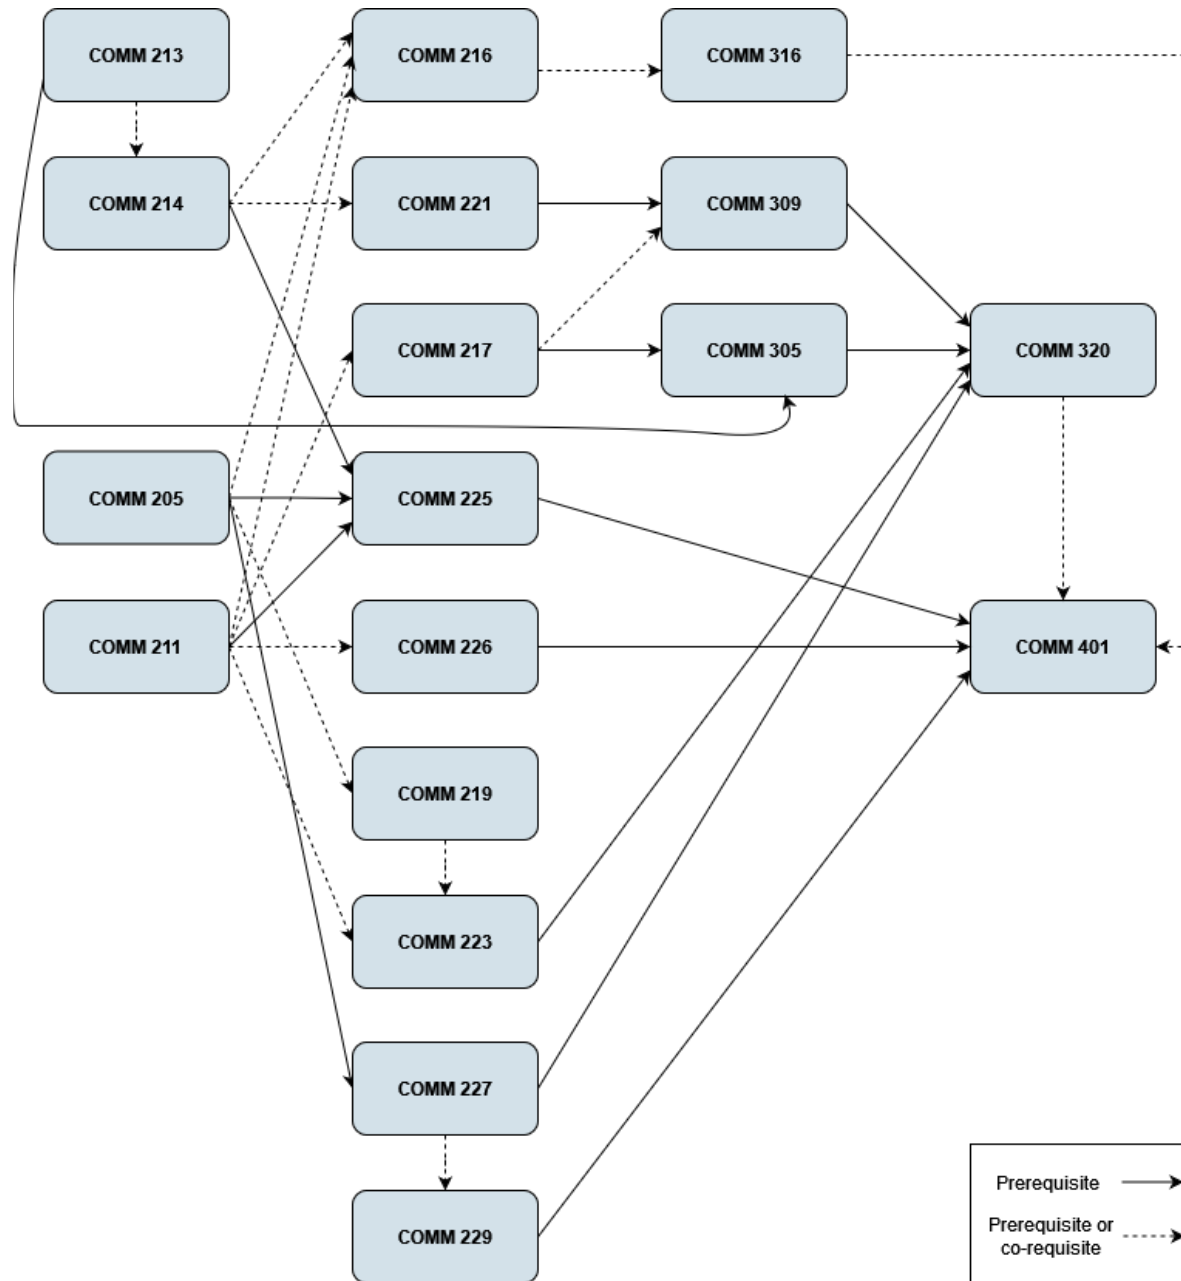 COMM 213
COMM 216
COMM 316
COMM 214
COMM 221
COMM 309
COMM 217
COMM 305
COMM 320
COMM 205
COMM 225
COMM 211
COMM 226
COMM 401
COMM 219
COMM 223
COMM 227
COMM 229
Prerequisite
Prerequisite or
co-requisite